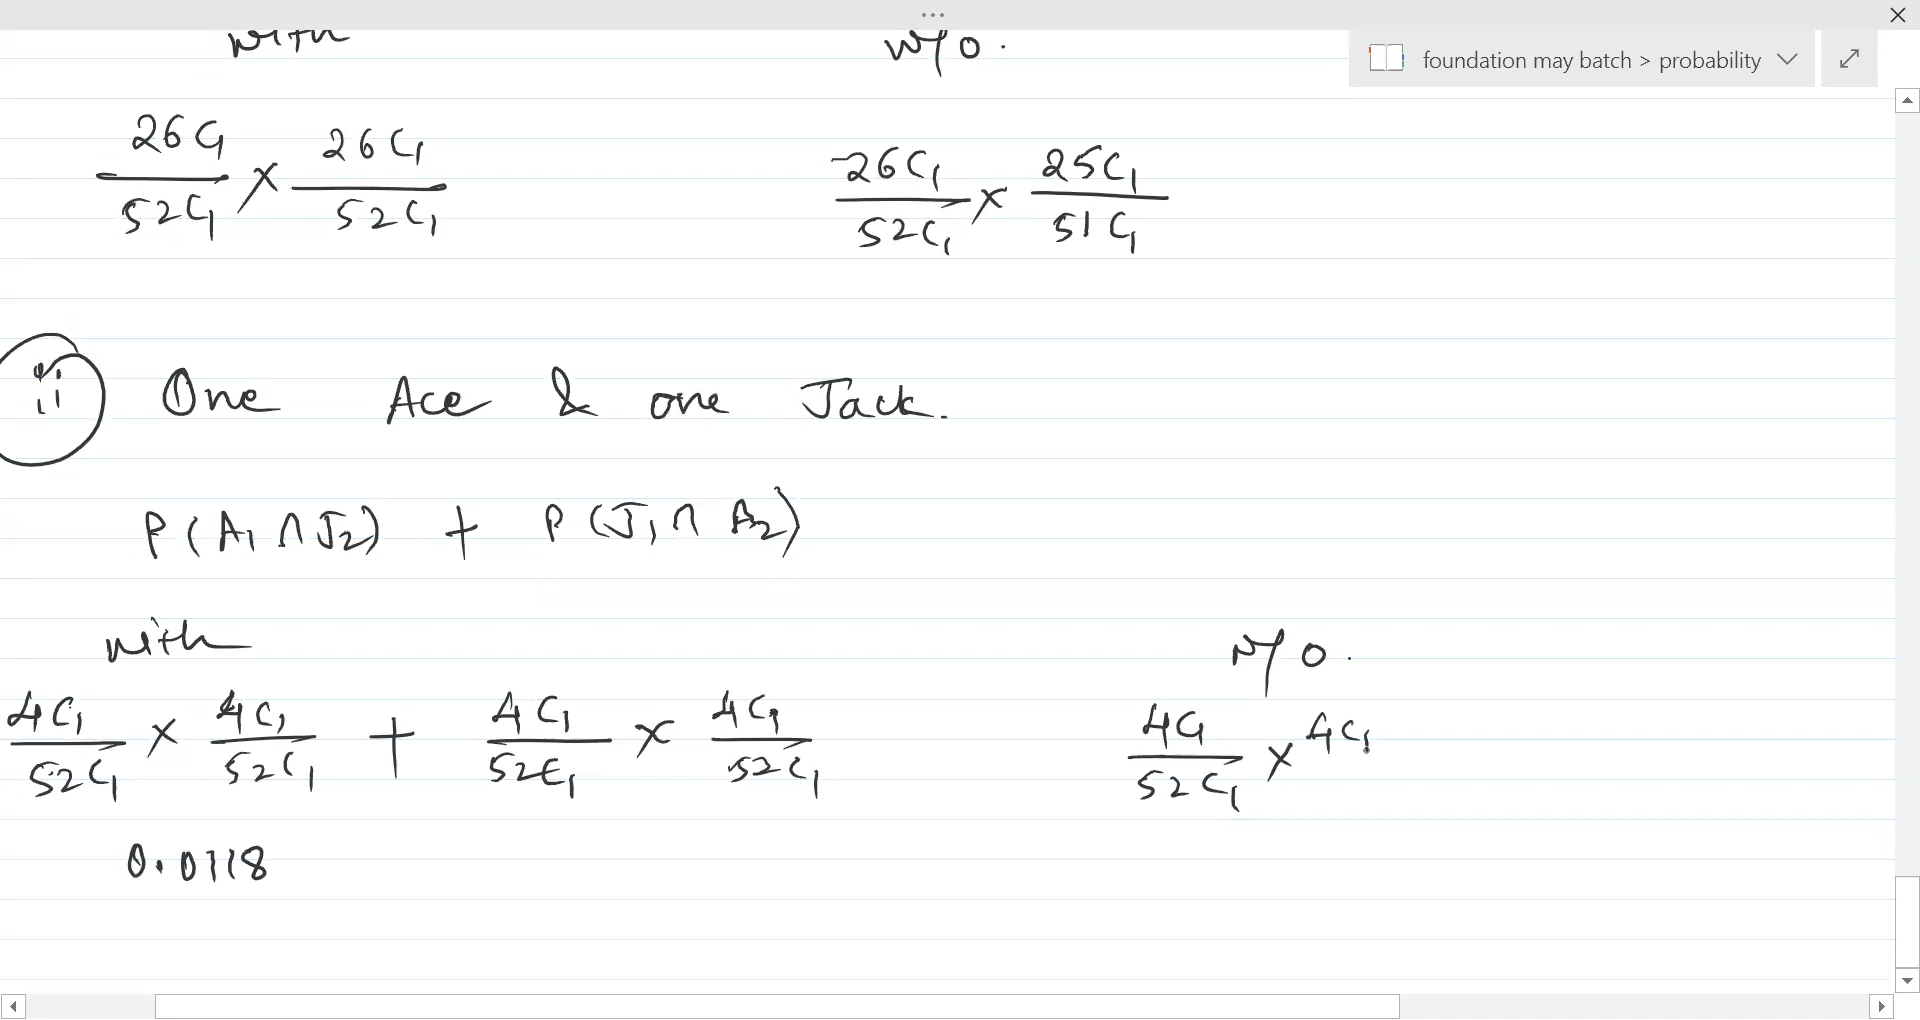 with w/o.
foundation may batch > probability
26C1/52C1 × 26C1/52C1
26C1/52C1 × 25C1/51C1
ii One Ace & one Jack.
P(A1 ∩ J2) + P(J1 ∩ A2)
with w/o.
4C1/52C1 × 4C1/52C1 + 4C1/52C1 × 4C1/52C1
4C1/52C1 × 4C1
0.0118